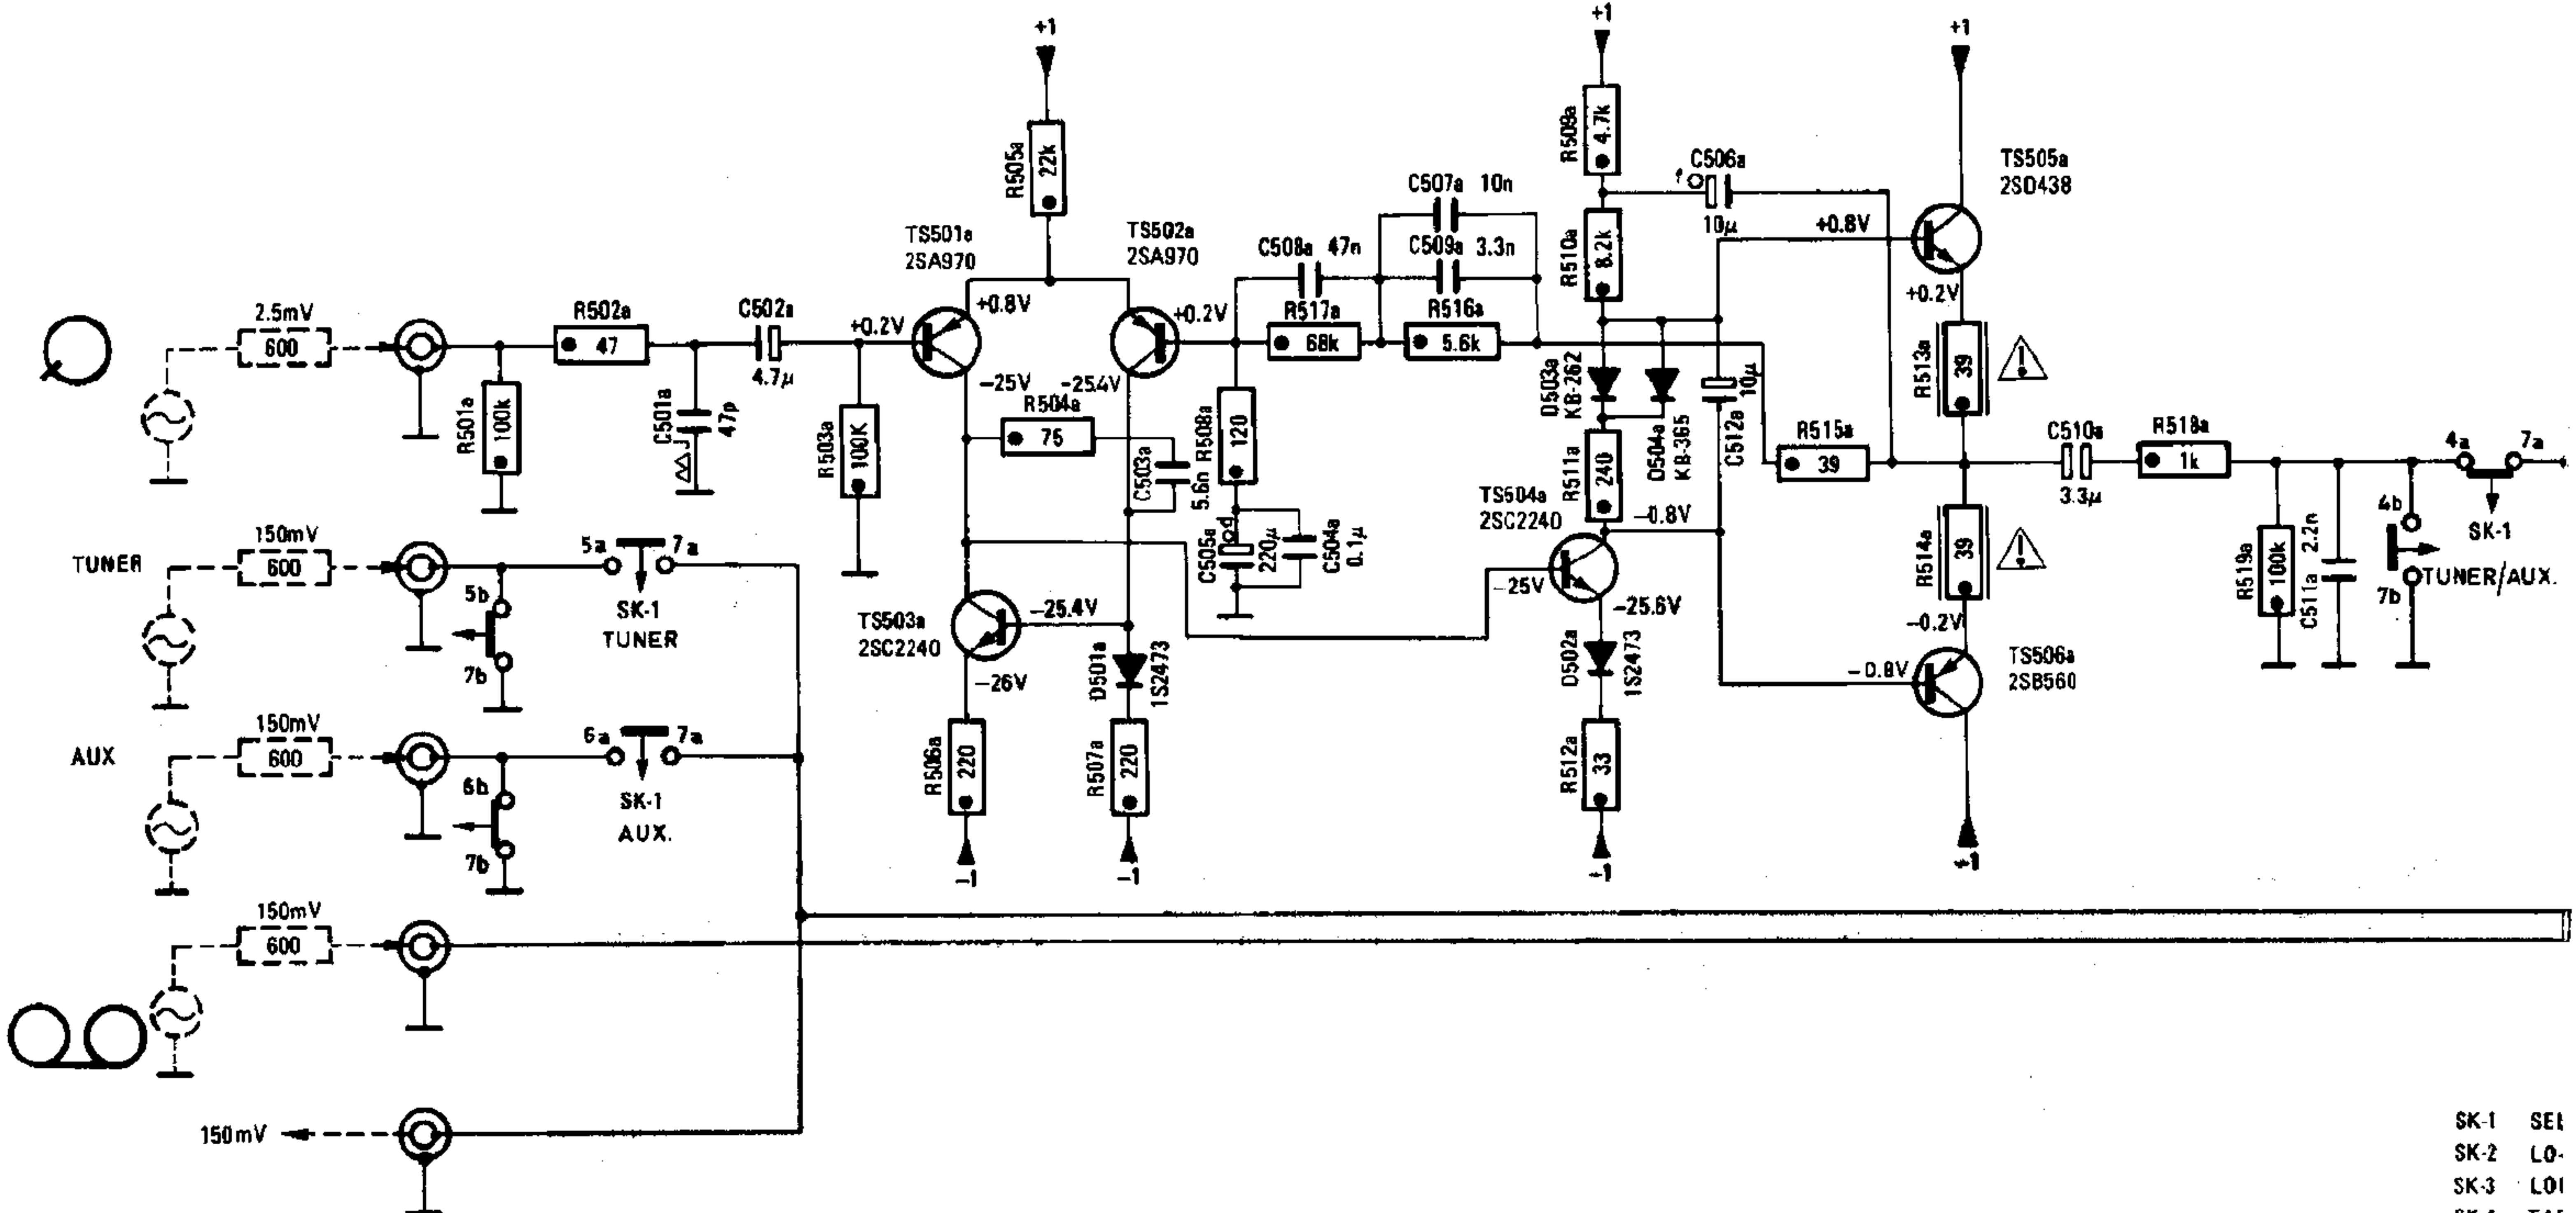 +1
+1
+1
R505a
22k
R509a
4.7k
C506a
10µ
TS505a
2SD438
C507a 10n
C509a 3.3n
C508a 47n
R510a
8.2k
+0.8V
TS501a
2SA970
TS502a
2SA970
+0.8V
+0.2V
+0.2V
+0.2V
2.5mV
600
R502a
47
C502a
4.7µ
R517a
68k
R516a
5.6k
R501a
100k
C501a
47p
R503a
100K
-25V
-25.4V
R504a
75
C503a
5.6n
R508a
120
D503a
KB-262
D504a
KB-365
C512a
10µ
R513a
39
R511a
240
R515a
39
C510a
3.3µ
R518a
1k
4a
7a
SK-1
4b
7b
TUNER/AUX.
TS504a
2SC2240
-0.8V
R514a
39
R519a
100k
C511a
2.2n
TUNER
150mV
600
5a
7a
5b
7b
SK-1
TUNER
C505a
220µ
C504a
0.1µ
-25V
-25.6V
-0.2V
TS503a
2SC2240
-25.4V
-26V
D501a
1S2473
D502a
1S2473
-0.8V
TS506a
2SB560
AUX
150mV
600
6a
7a
6b
7b
SK-1
AUX.
R506a
220
R507a
220
R512a
33
-1
-1
+1
+1
150mV
600
150mV
SK-1 SEL
SK-2 LO-
SK-3